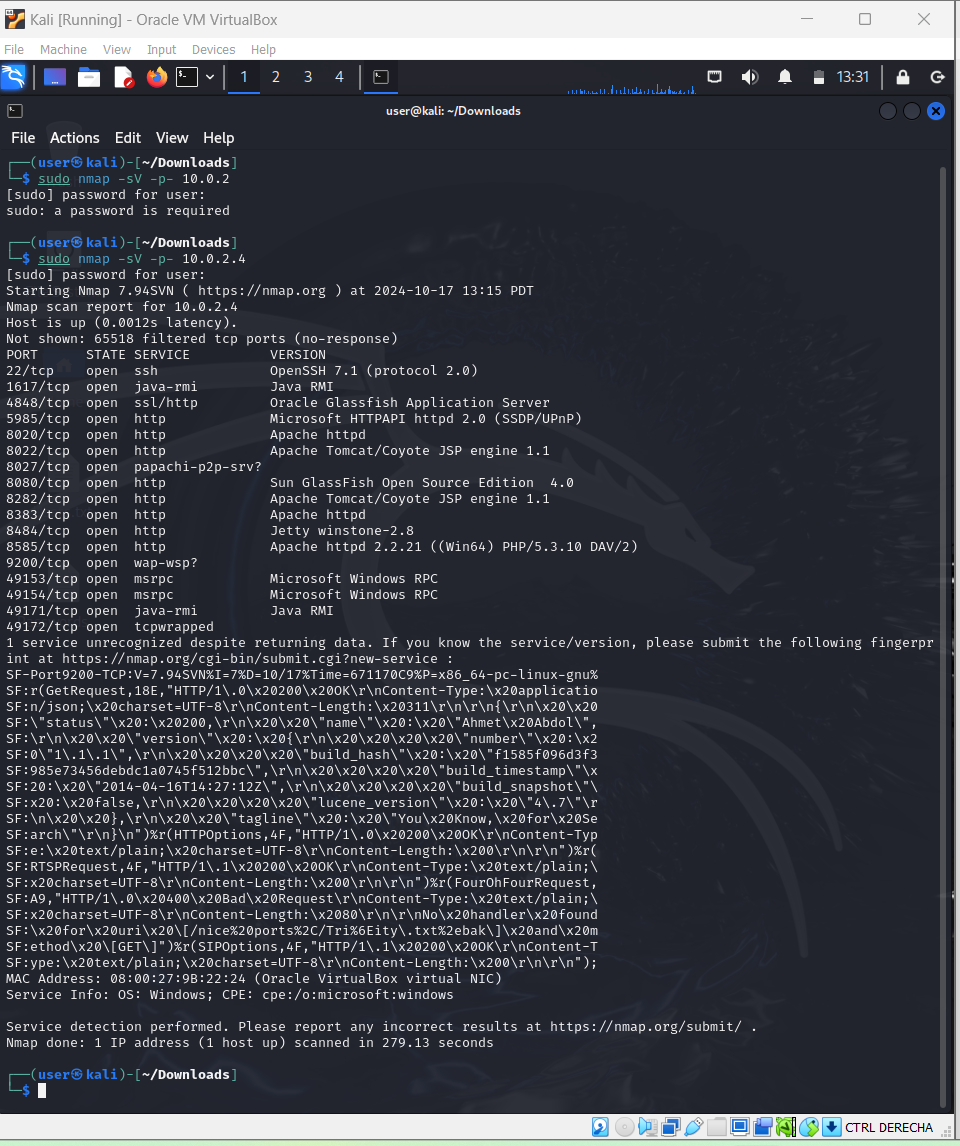 Kali [Running] - Oracle VM VirtualBox
File Machine View Input Devices Help
1 2 3 4 13:31
user@kali: ~/Downloads
File Actions Edit View Help
┌──(user㉿kali)-[~/Downloads]
└─$ sudo nmap -sV -p- 10.0.2
[sudo] password for user:
sudo: a password is required
┌──(user㉿kali)-[~/Downloads]
└─$ sudo nmap -sV -p- 10.0.2.4
[sudo] password for user:
Starting Nmap 7.94SVN ( https://nmap.org ) at 2024-10-17 13:15 PDT
Nmap scan report for 10.0.2.4
Host is up (0.0012s latency).
Not shown: 65518 filtered tcp ports (no-response)
PORT      STATE SERVICE          VERSION
22/tcp    open  ssh              OpenSSH 7.1 (protocol 2.0)
1617/tcp  open  java-rmi         Java RMI
4848/tcp  open  ssl/http         Oracle Glassfish Application Server
5985/tcp  open  http             Microsoft HTTPAPI httpd 2.0 (SSDP/UPnP)
8020/tcp  open  http             Apache httpd
8022/tcp  open  http             Apache Tomcat/Coyote JSP engine 1.1
8027/tcp  open  papachi-p2p-srv?
8080/tcp  open  http             Sun GlassFish Open Source Edition  4.0
8282/tcp  open  http             Apache Tomcat/Coyote JSP engine 1.1
8383/tcp  open  http             Apache httpd
8484/tcp  open  http             Jetty winstone-2.8
8585/tcp  open  http             Apache httpd 2.2.21 ((Win64) PHP/5.3.10 DAV/2)
9200/tcp  open  wap-wsp?
49153/tcp open  msrpc            Microsoft Windows RPC
49154/tcp open  msrpc            Microsoft Windows RPC
49171/tcp open  java-rmi         Java RMI
49172/tcp open  tcpwrapped
1 service unrecognized despite returning data. If you know the service/version, please submit the following fingerpr
int at https://nmap.org/cgi-bin/submit.cgi?new-service :
SF-Port9200-TCP:V=7.94SVN%I=7%D=10/17%Time=671170C9%P=x86_64-pc-linux-gnu%
SF:r(GetRequest,18E,"HTTP/1\.0\x20200\x20OK\r\nContent-Type:\x20applicatio
SF:n/json;\x20charset=UTF-8\r\nContent-Length:\x20311\r\n\r\n{\r\n\x20\x20
SF:\"status\"\x20:\x20200,\r\n\x20\x20\"name\"\x20:\x20\"Ahmet\x20Abdol\",
SF:\r\n\x20\x20\"version\"\x20:\x20{\r\n\x20\x20\x20\x20\"number\"\x20:\x2
SF:0\"1\.1\.1\",\r\n\x20\x20\x20\x20\"build_hash\"\x20:\x20\"f1585f096d3f3
SF:985e73456debdc1a0745f512bbc\",\r\n\x20\x20\x20\x20\"build_timestamp\"\x
SF:20:\x20\"2014-04-16T14:27:12Z\",\r\n\x20\x20\x20\x20\"build_snapshot\"\
SF:x20:\x20false,\r\n\x20\x20\x20\x20\"lucene_version\"\x20:\x20\"4\.7\"\r
SF:\n\x20\x20},\r\n\x20\x20\"tagline\"\x20:\x20\"You\x20Know,\x20for\x20Se
SF:arch\"\r\n}\n")%r(HTTPOptions,4F,"HTTP/1\.0\x20200\x20OK\r\nContent-Typ
SF:e:\x20text/plain;\x20charset=UTF-8\r\nContent-Length:\x200\r\n\r\n")%r(
SF:RTSPRequest,4F,"HTTP/1\.1\x20200\x20OK\r\nContent-Type:\x20text/plain;\
SF:x20charset=UTF-8\r\nContent-Length:\x200\r\n\r\n")%r(FourOhFourRequest,
SF:A9,"HTTP/1\.0\x20400\x20Bad\x20Request\r\nContent-Type:\x20text/plain;\
SF:x20charset=UTF-8\r\nContent-Length:\x2080\r\n\r\nNo\x20handler\x20found
SF:\x20for\x20uri\x20\[/nice%20ports%2C/Tri%6Eity\.txt%2ebak\]\x20and\x20m
SF:ethod\x20\[GET\]")%r(SIPOptions,4F,"HTTP/1\.1\x20200\x20OK\r\nContent-T
SF:ype:\x20text/plain;\x20charset=UTF-8\r\nContent-Length:\x200\r\n\r\n");
MAC Address: 08:00:27:9B:22:24 (Oracle VirtualBox virtual NIC)
Service Info: OS: Windows; CPE: cpe:/o:microsoft:windows
Service detection performed. Please report any incorrect results at https://nmap.org/submit/ .
Nmap done: 1 IP address (1 host up) scanned in 279.13 seconds
┌──(user㉿kali)-[~/Downloads]
└─$
CTRL DERECHA